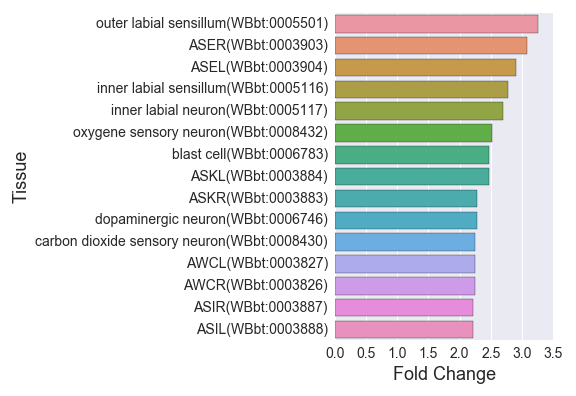 outer labial sensillum(WBbt:0005501)
ASER(WBbt:0003903)
ASEL(WBbt:0003904)
inner labial sensillum(WBbt:0005116)
inner labial neuron(WBbt:0005117)
oxygene sensory neuron(WBbt:0008432)
blast cell(WBbt:0006783)
ASKL(WBbt:0003884)
ASKR(WBbt:0003883)
dopaminergic neuron(WBbt:0006746)
carbon dioxide sensory neuron(WBbt:0008430)
AWCL(WBbt:0003827)
AWCR(WBbt:0003826)
ASIR(WBbt:0003887)
ASIL(WBbt:0003888)
Tissue
0.0 0.5 1.0 1.5 2.0 2.5 3.0 3.5
Fold Change